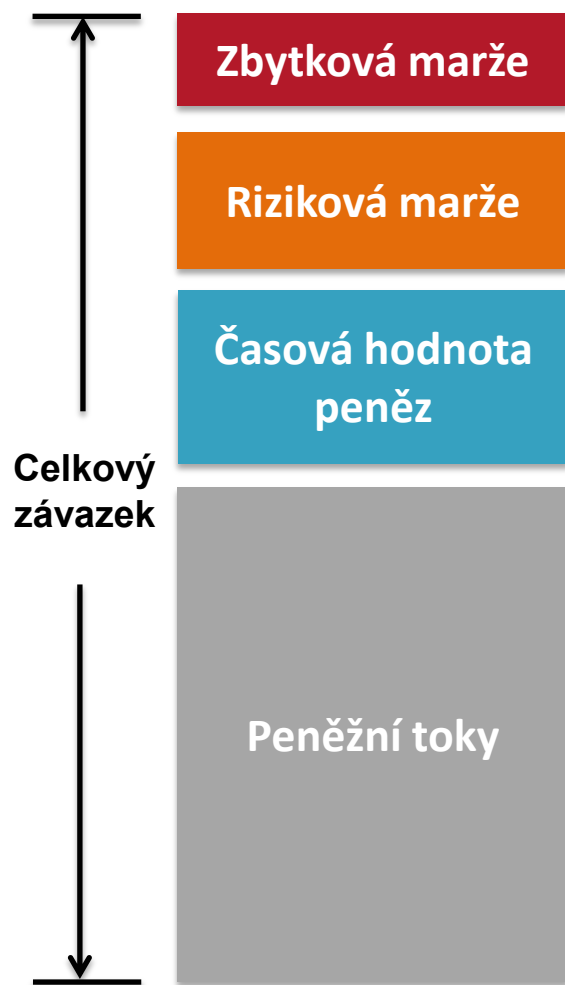 Zbytková marže
Riziková marže
Časová hodnota
peněz
Celkový
závazek
Peněžní toky